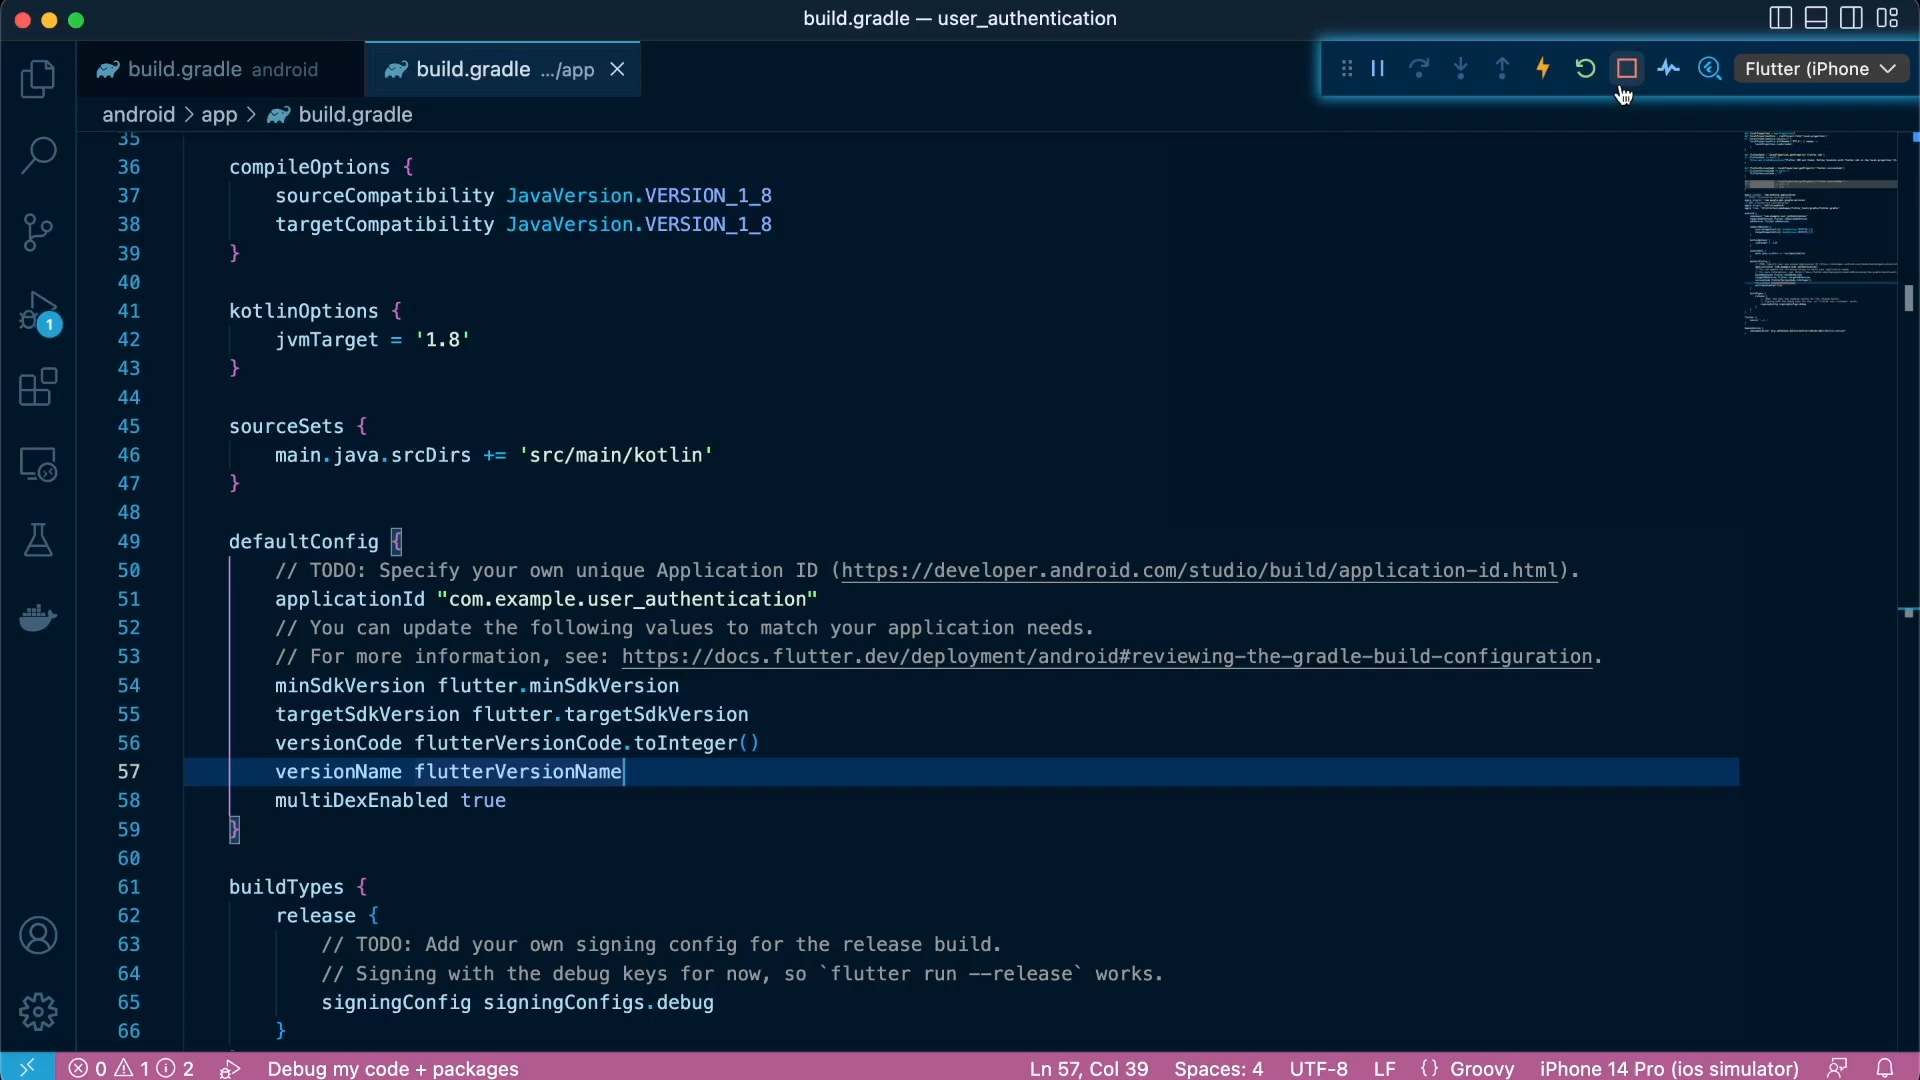 build.gradle — user_authentication
build.gradle android
build.gradle .../app
Flutter (iPhone
android > app > build.gradle
35
36 compileOptions {
37 sourceCompatibility JavaVersion.VERSION_1_8
38 targetCompatibility JavaVersion.VERSION_1_8
39 }
40
41 kotlinOptions {
42 jvmTarget = '1.8'
43 }
44
45 sourceSets {
46 main.java.srcDirs += 'src/main/kotlin'
47 }
48
49 defaultConfig {
50 // TODO: Specify your own unique Application ID (https://developer.android.com/studio/build/application-id.html).
51 applicationId "com.example.user_authentication"
52 // You can update the following values to match your application needs.
53 // For more information, see: https://docs.flutter.dev/deployment/android#reviewing-the-gradle-build-configuration.
54 minSdkVersion flutter.minSdkVersion
55 targetSdkVersion flutter.targetSdkVersion
56 versionCode flutterVersionCode.toInteger()
57 versionName flutterVersionName
58 multiDexEnabled true
59 }
60
61 buildTypes {
62 release {
63 // TODO: Add your own signing config for the release build.
64 // Signing with the debug keys for now, so `flutter run --release` works.
65 signingConfig signingConfigs.debug
66 }
1
0 1 2 Debug my code + packages
Ln 57, Col 39 Spaces: 4 UTF-8 LF {} Groovy iPhone 14 Pro (ios simulator)